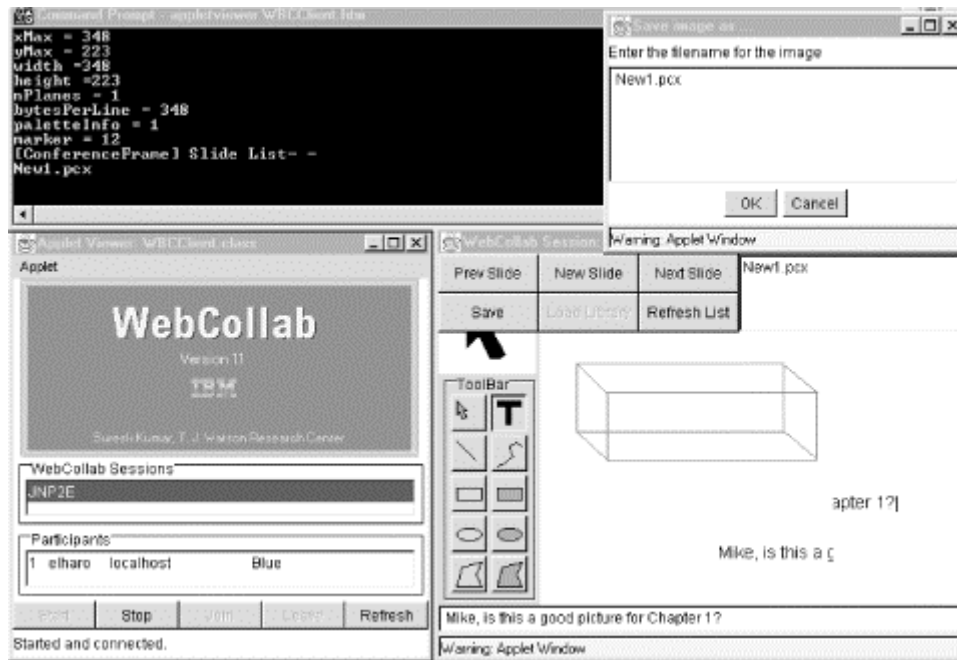 Command Prompt - appletviewer WBCClient.htm
xMax = 348
yMax = 223
width =348
height =223
nPlanes = 1
bytesPerLine = 348
paletteInfo = 1
marker = 12
[ConferenceFrame] Slide List- -
New1.pcx
Save image as ...
Enter the filename for the image
New1.pcx
OK Cancel
Warning: Applet Window
Applet Viewer: WBCClient.class
Applet
WebCollab
Version 1.1
IBM
Suresh Kumar, T. J. Watson Research Center
WebCollab Sessions
JNP2E
Participants
1 elharo localhost Blue
Start Stop Join Leave Refresh
Started and connected.
WebCollab Session:
Prev Slide New Slide Next Slide
New1.pcx
Save Load Library Refresh List
ToolBar
T
apter 1?
Mike, is this a g
Mike, is this a good picture for Chapter 1?
Warning: Applet Window